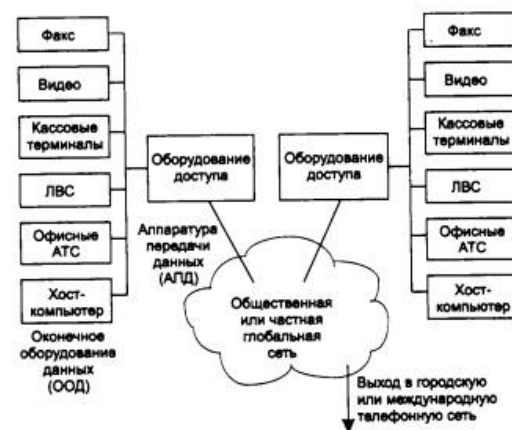 Факс
Видео
Кассовые
терминалы
ЛВС
Офисные
АТС
Хост-
компьютер
Оконечное
оборудование
данных
(ООД)
Оборудование
доступа
Аппаратура
передачи
данных
(АПД)
Оборудование
доступа
Общественная
или частная
глобальная
сеть
Выход в городскую
или международную
талефонную сеть
Факс
Видео
Кассовые
терминалы
ЛВС
Офисные
АТС
Хост-
компьютер